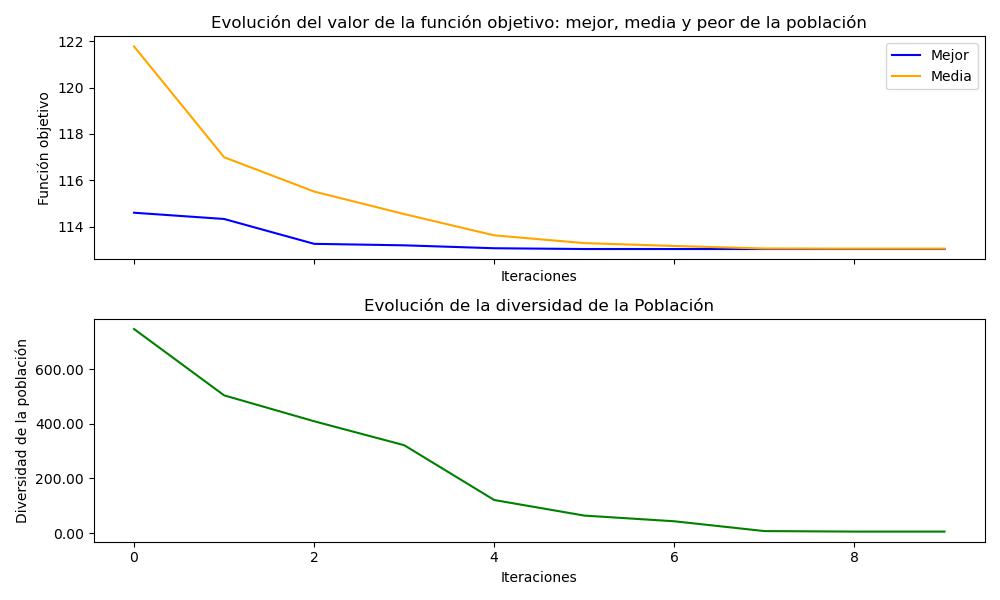 Evolución del valor de la función objetivo: mejor, media y peor de la población
122
120
118
116
114
Función objetivo
Mejor
Media
Iteraciones
Evolución de la diversidad de la Población
600.00
400.00
200.00
0.00
Diversidad de la población
0
2
4
6
8
Iteraciones